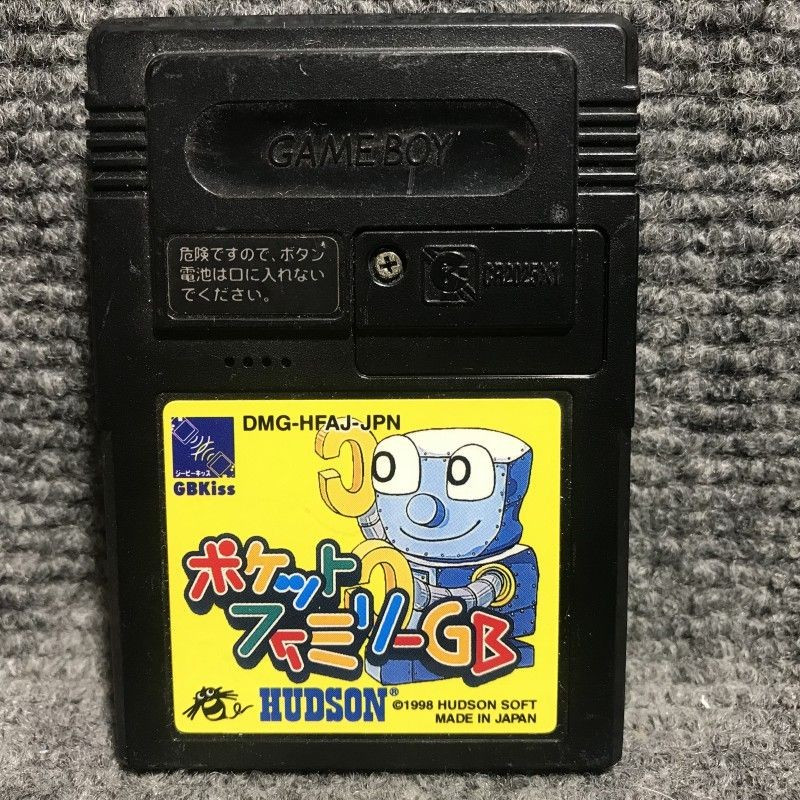 GAME BOY
危険ですので、ボタン
電池は口に入れない
でください。
CR2025X1
DMG-HFAJ-JPN
ジービーキッス
GBKiss
ポケット
ファミリーGB
HUDSON®
©1998 HUDSON SOFT
MADE IN JAPAN